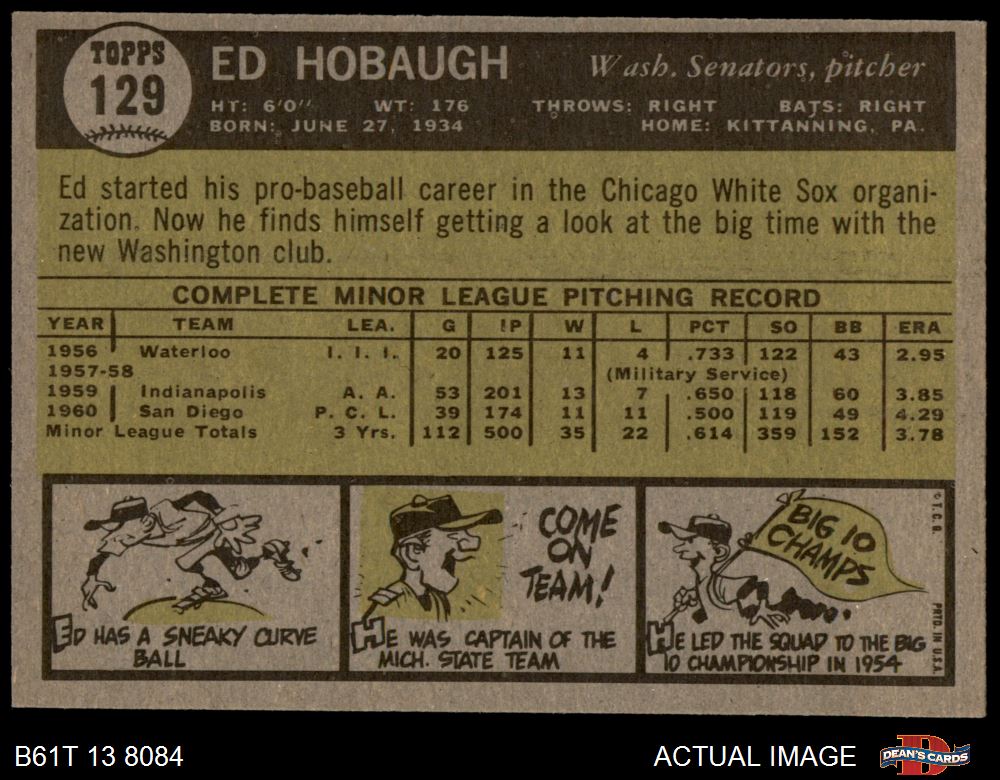 TOPPS
129
ED HOBAUGH
Wash. Senators, pitcher
HT: 6'0" WT: 176 THROWS: RIGHT BATS: RIGHT
BORN: JUNE 27, 1934 HOME: KITTANNING, PA.
Ed started his pro-baseball career in the Chicago White Sox organi-
zation. Now he finds himself getting a look at the big time with the
new Washington club.
COMPLETE MINOR LEAGUE PITCHING RECORD
YEAR TEAM LEA. G IP W L PCT SO BB ERA
1956 Waterloo I. I. I. 20 125 11 4 .733 122 43 2.95
1957-58 (Military Service)
1959 Indianapolis A. A. 53 201 13 7 .650 118 60 3.85
1960 San Diego P. C. L. 39 174 11 11 .500 119 49 4.29
Minor League Totals 3 Yrs. 112 500 35 22 .614 359 152 3.78
ED HAS A SNEAKY CURVE
BALL
COME
ON
TEAM!
HE WAS CAPTAIN OF THE
MICH. STATE TEAM
BIG 10
CHAMPS
HE LED THE SQUAD TO THE BIG
10 CHAMPIONSHIP IN 1954
© T. C. G.
PRTD. IN U.S.A.
B61T 13 8084
ACTUAL IMAGE
DEAN'S CARDS